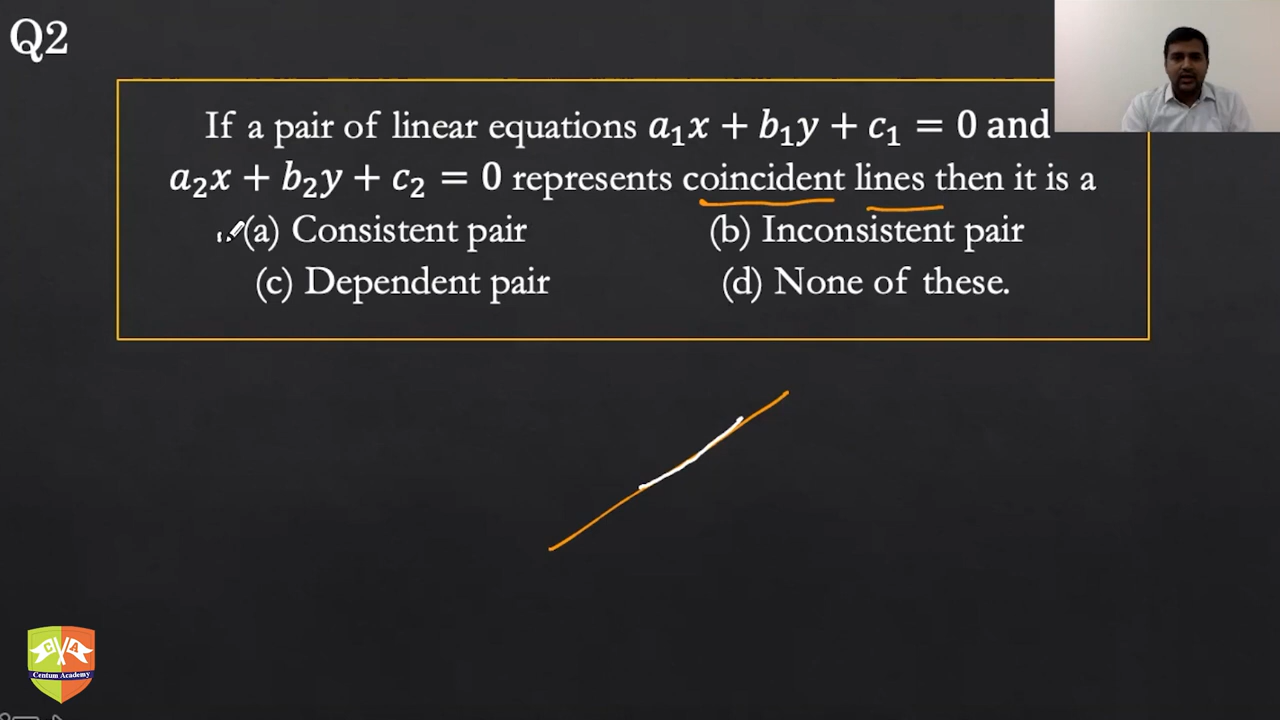 Q2
If a pair of linear equations a₁x + b₁y + c₁ = 0 and
a₂x + b₂y + c₂ = 0 represents coincident lines then it is a
(a) Consistent pair (b) Inconsistent pair
(c) Dependent pair (d) None of these.
C A
Centum Academy